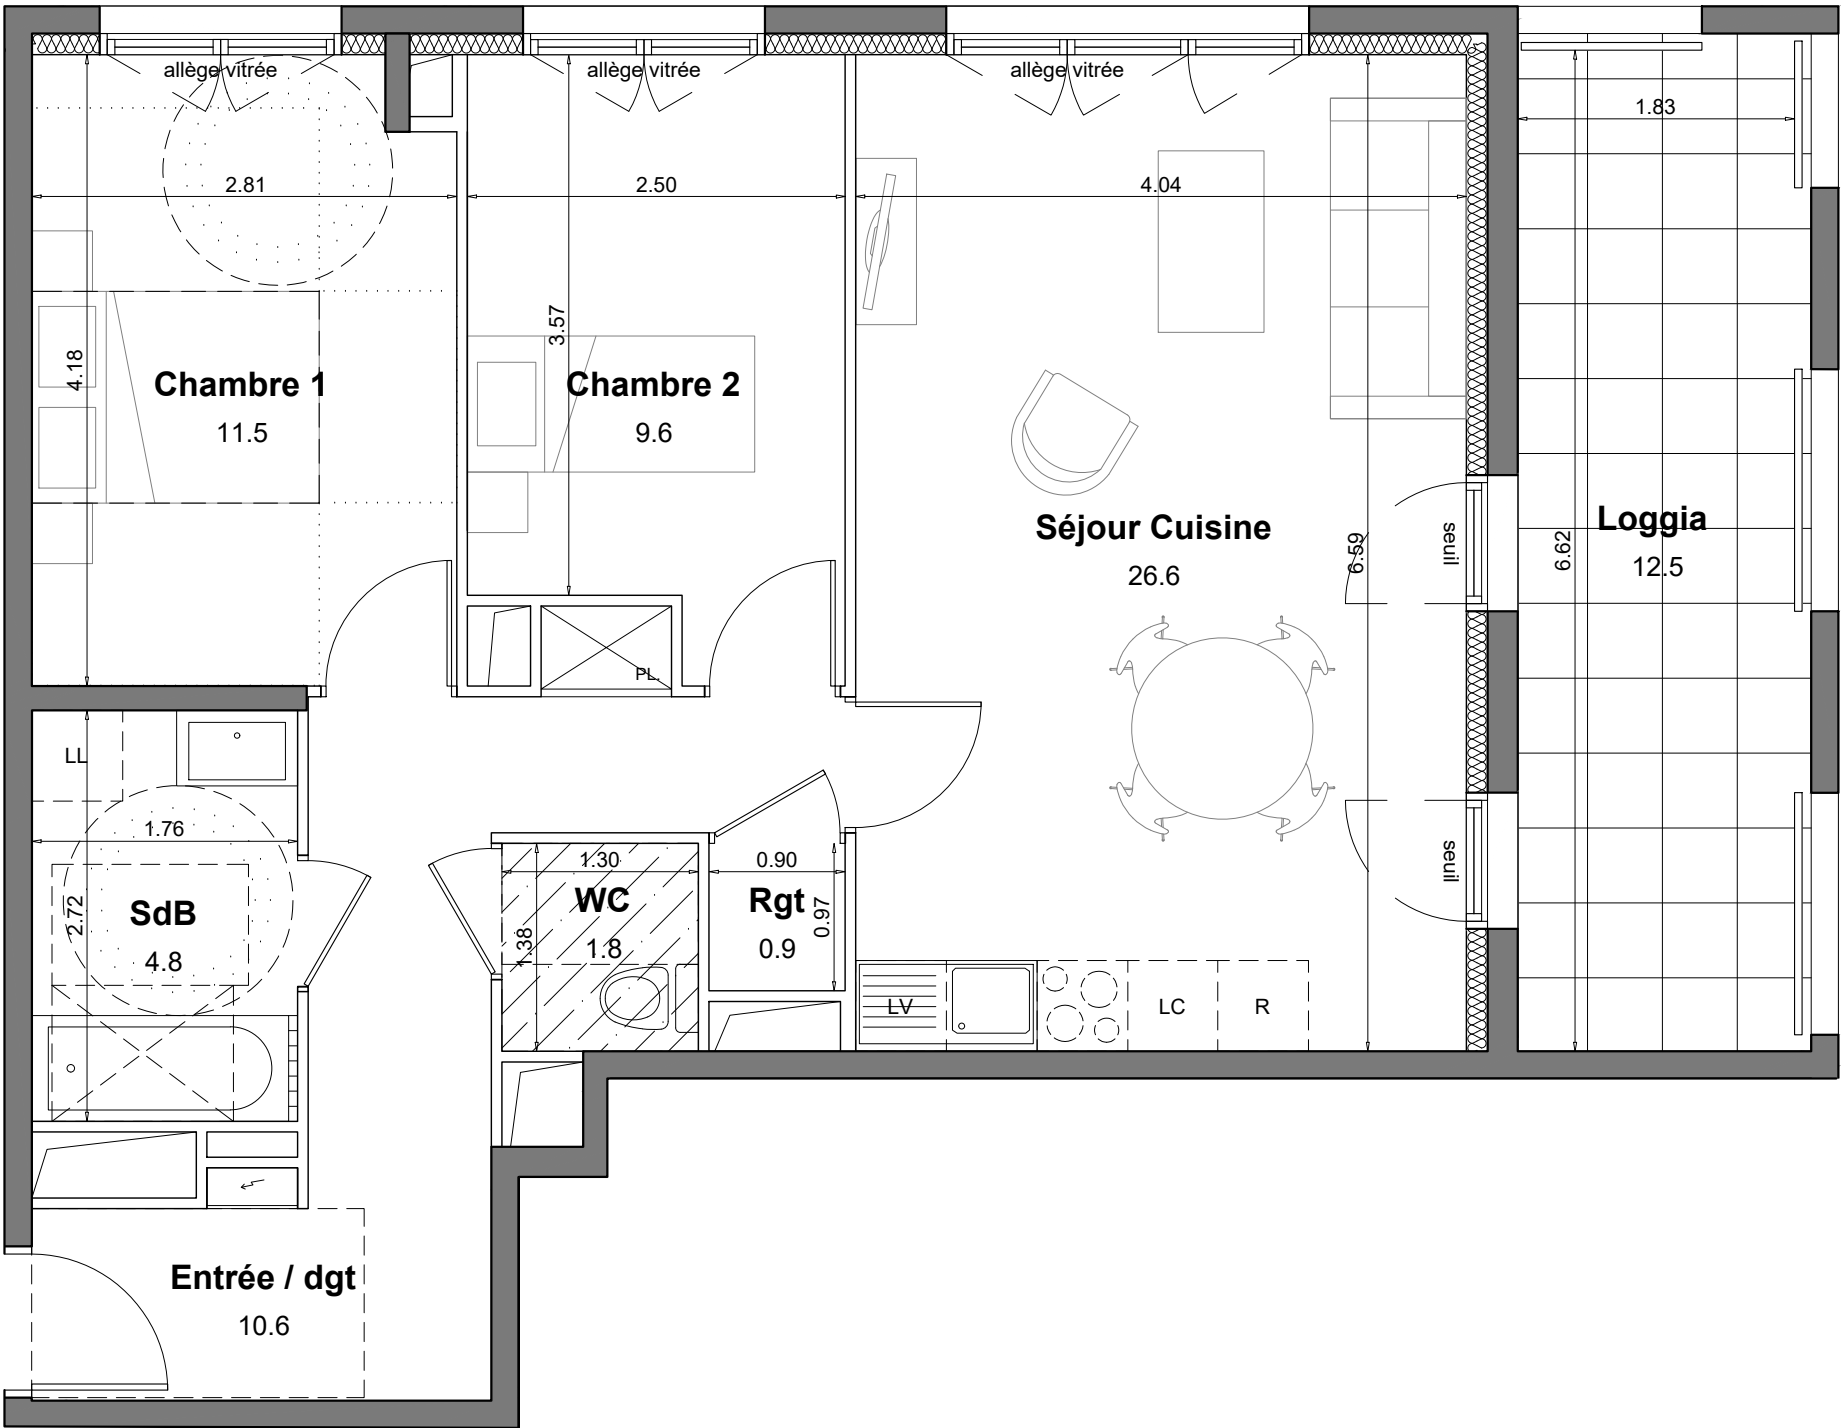 allège vitrée
allège vitrée
allège vitrée
1.83
2.81
2.50
4.04
4.18
3.57
Chambre 1
11.5
Chambre 2
9.6
Séjour Cuisine
26.6
6.59
seuil
6.62
Loggia
12.5
PL.
LL
1.76
2.72
SdB
4.8
1.30
1.38
WC
1.8
0.90
Rgt
0.97
0.9
seuil
LV
LC
R
Entrée / dgt
10.6